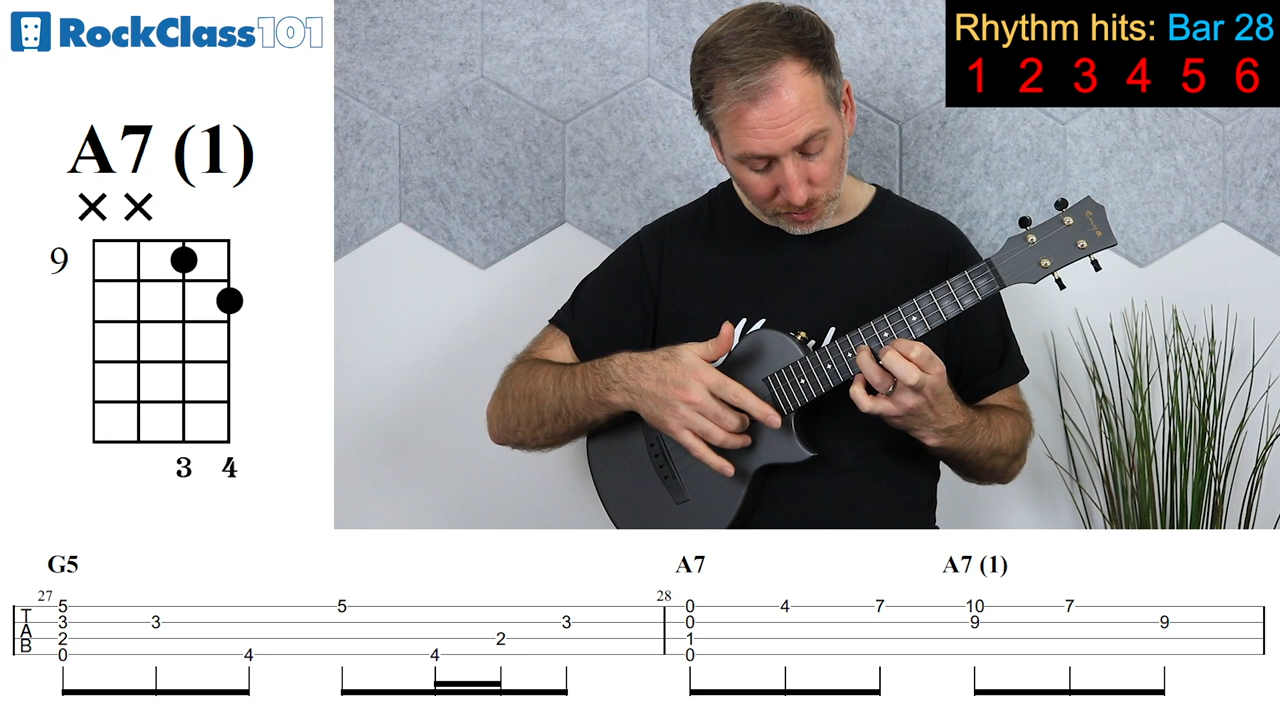 RockClass101
Rhythm hits: Bar 28
1 2 3 4 5 6
A7 (1)
× ×
9
3 4
G5 A7 A7 (1)
27 28
T
A
B
5 5 0 4 7 10 7
3 3 3 0 9 9
2 2 1
0 4 4 0